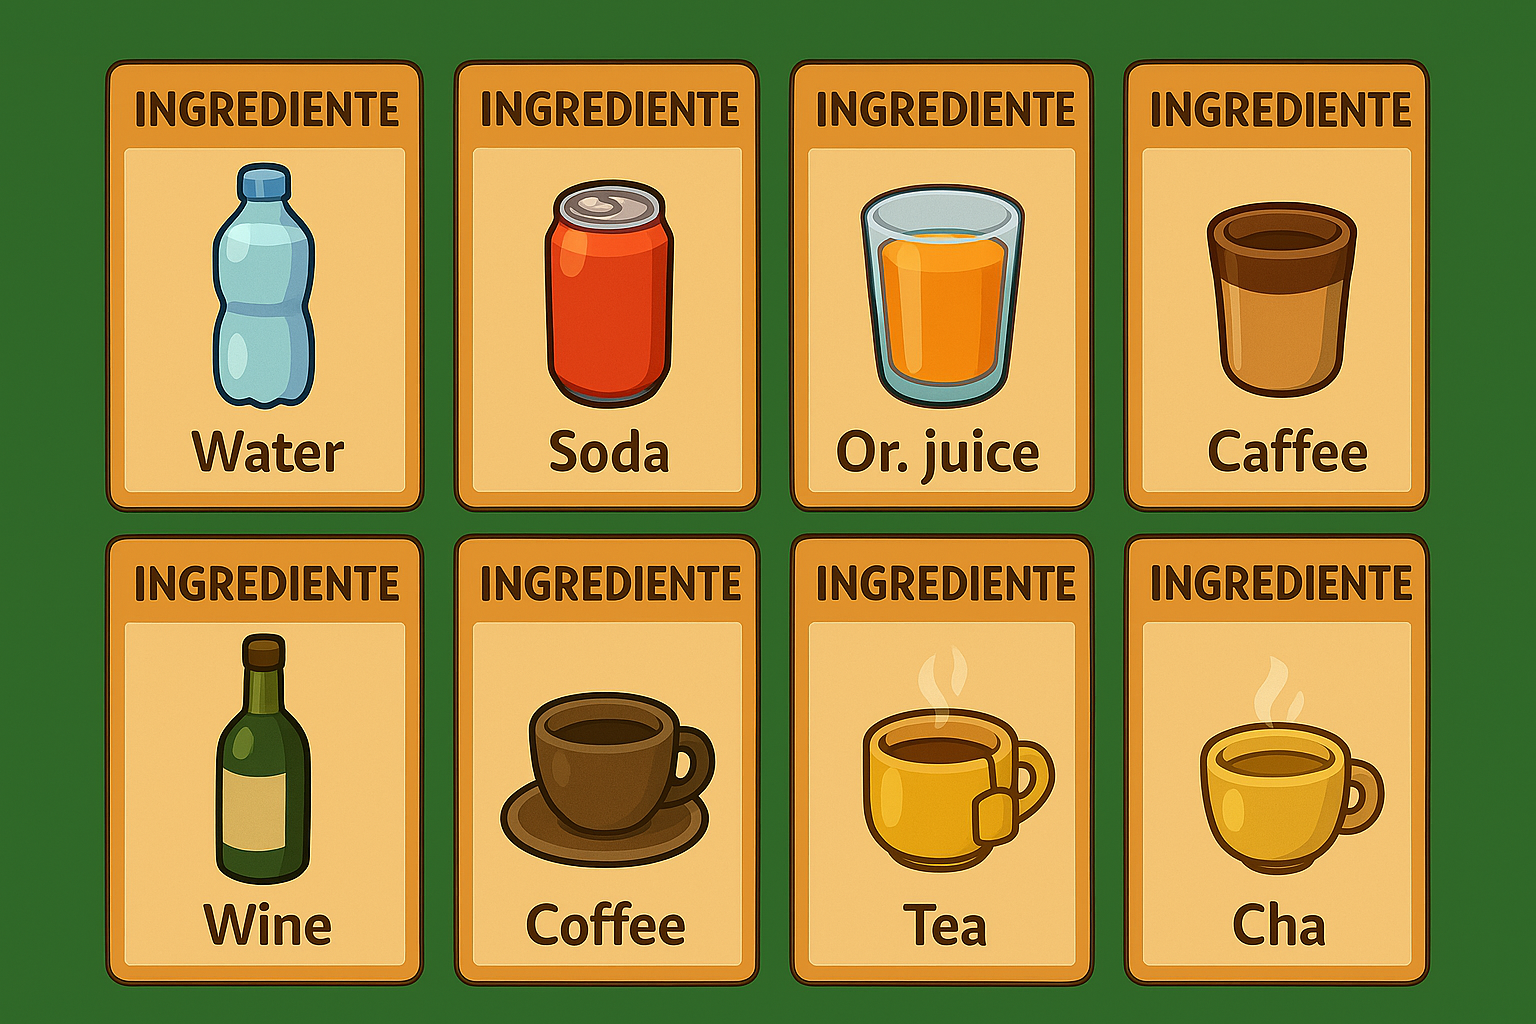 INGREDIENTE
INGREDIENTE
INGREDIENTE
INGREDIENTE
Water
Soda
Or. juice
Caffee
INGREDIENTE
INGREDIENTE
INGREDIENTE
INGREDIENTE
Wine
Coffee
Tea
Cha